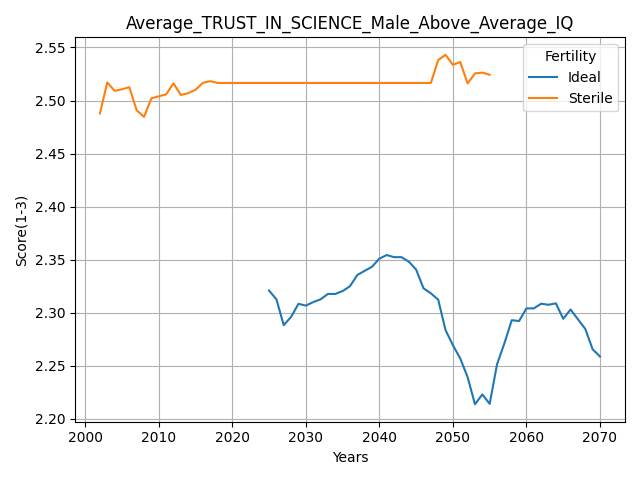 Average_TRUST_IN_SCIENCE_Male_Above_Average_IQ
Fertility
Ideal
Sterile
Score(1-3)
2.55
2.50
2.45
2.40
2.35
2.30
2.25
2.20
2000 2010 2020 2030 2040 2050 2060 2070
Years